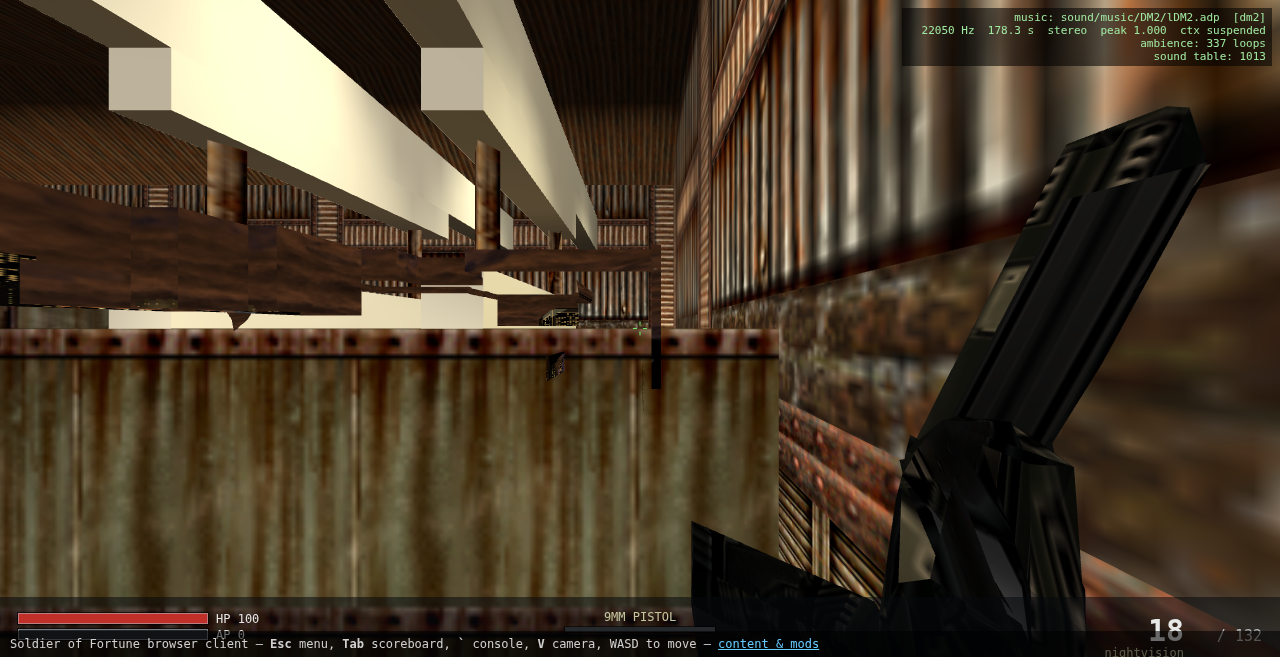 music: sound/music/DM2/lDM2.adp  [dm2]
22050 Hz  178.3 s  stereo  peak 1.000  ctx suspended
ambience: 337 loops
sound table: 1013
HP 100
AP 0
9MM PISTOL
18 / 132
nightvision
Soldier of Fortune browser client — Esc menu, Tab scoreboard, ` console, V camera, WASD to move — content & mods